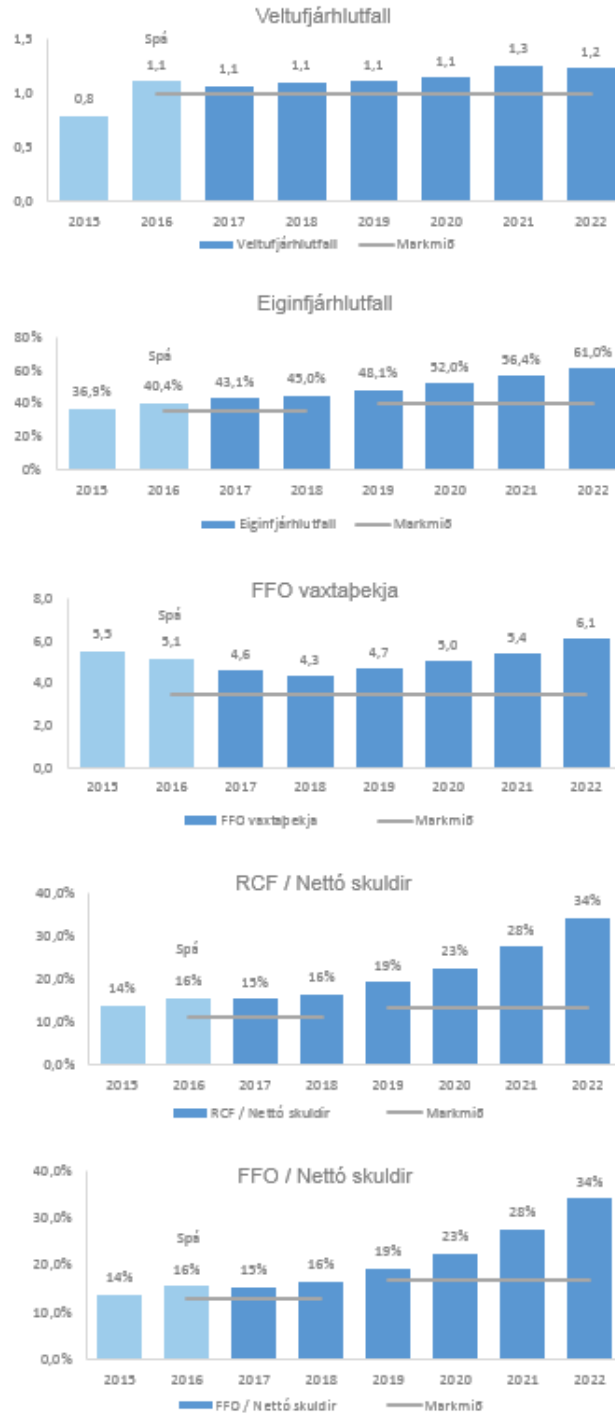 Veltufjárhlutfall
1,5
1,0
0,5
0,0
Spá
0,8 1,1 1,1 1,1 1,1 1,1 1,3 1,2
2015 2016 2017 2018 2019 2020 2021 2022
Veltufjárhlutfall Markmið
Eiginfjárhlutfall
80%
60%
40%
20%
0%
Spá
36,9% 40,4% 43,1% 45,0% 48,1% 52,0% 56,4% 61,0%
2015 2016 2017 2018 2019 2020 2021 2022
Eiginfjárhlutfall Markmið
FFO vaxtaþekja
8,0
6,0
4,0
2,0
0,0
Spá
5,5 5,1 4,6 4,3 4,7 5,0 5,4 6,1
2015 2016 2017 2018 2019 2020 2021 2022
FFO vaxtaþekja Markmið
RCF / Nettó skuldir
40,0%
30,0%
20,0%
10,0%
0,0%
Spá
14% 16% 15% 16% 19% 23% 28% 34%
2015 2016 2017 2018 2019 2020 2021 2022
RCF / Nettó skuldir Markmið
FFO / Nettó skuldir
40,0%
30,0%
20,0%
10,0%
0,0%
Spá
14% 16% 15% 16% 19% 23% 28% 34%
2015 2016 2017 2018 2019 2020 2021 2022
FFO / Nettó skuldir Markmið